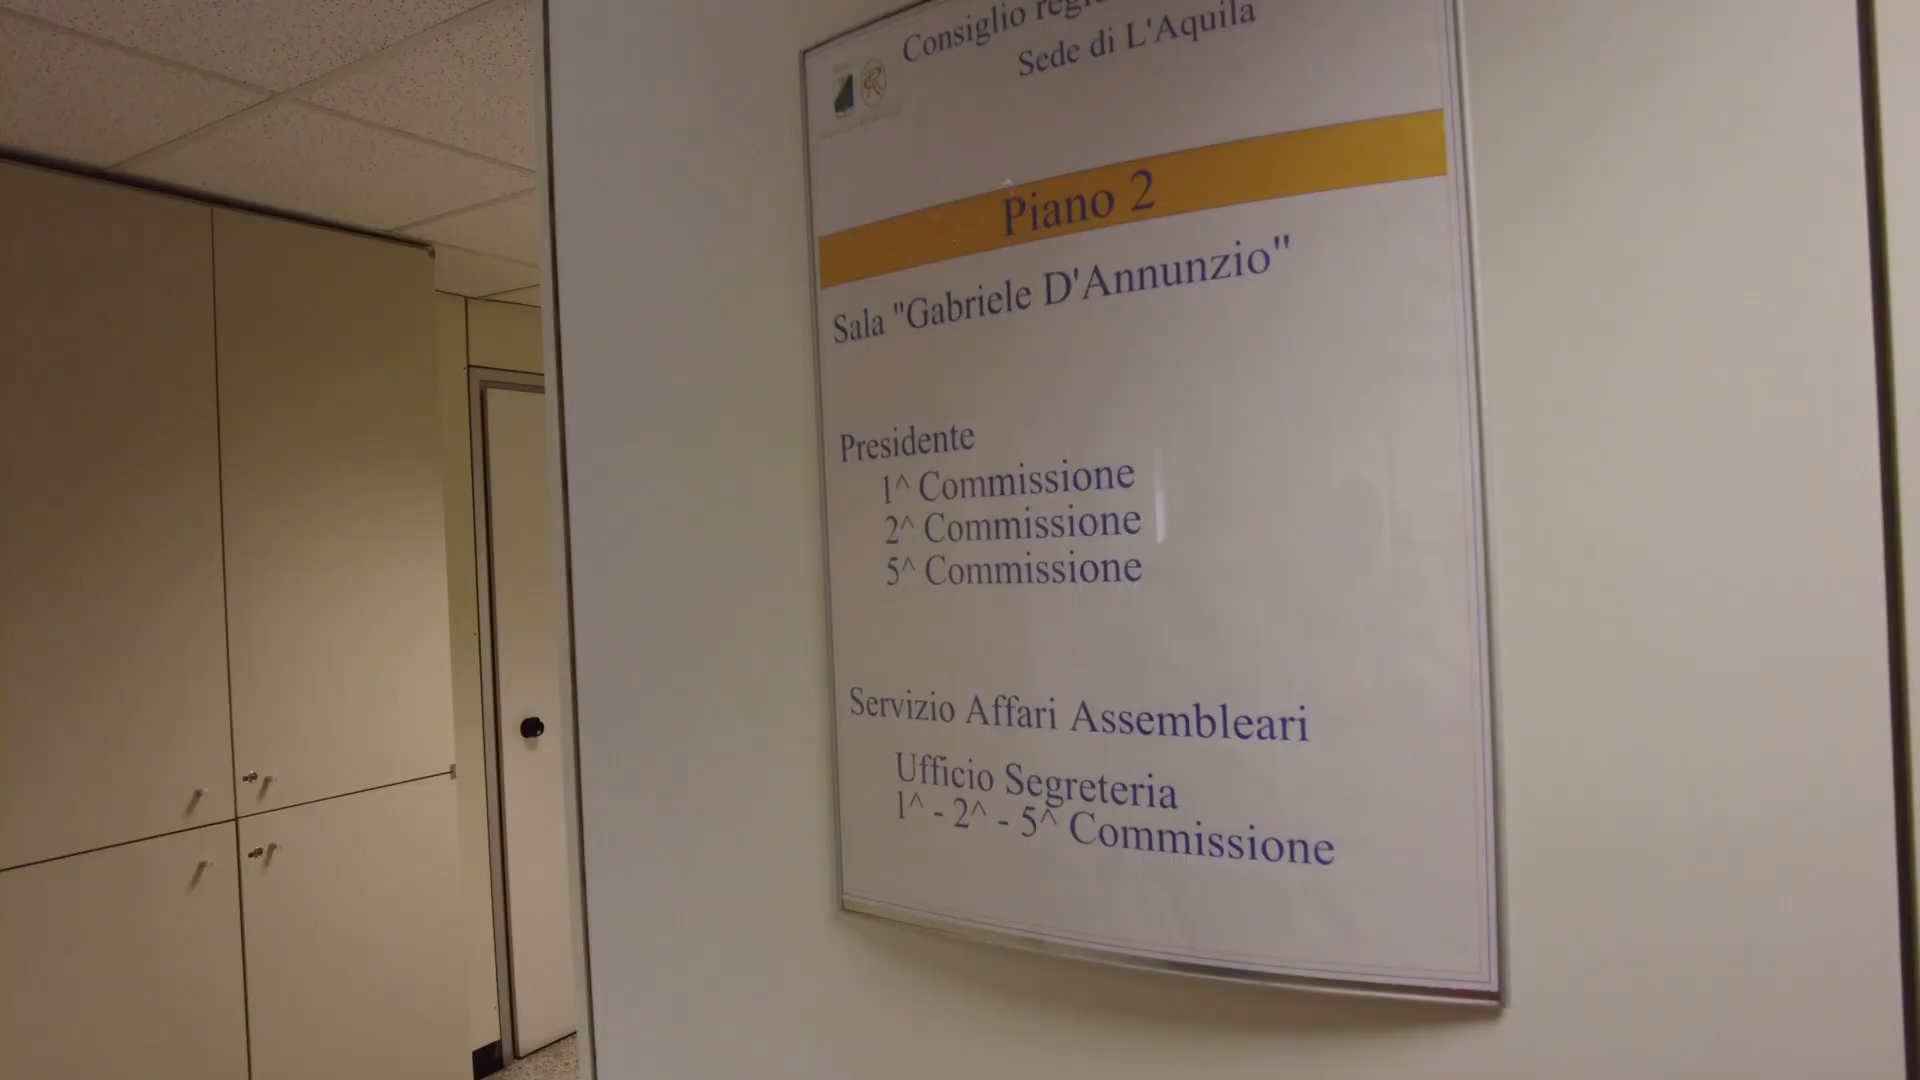 Consiglio
Sede di L'Aquila
Piano 2
Sala "Gabriele D'Annunzio"
Presidente
1^ Commissione
2^ Commissione
5^ Commissione
Servizio Affari Assembleari
Ufficio Segreteria
1^ - 2^ - 5^ Commissione